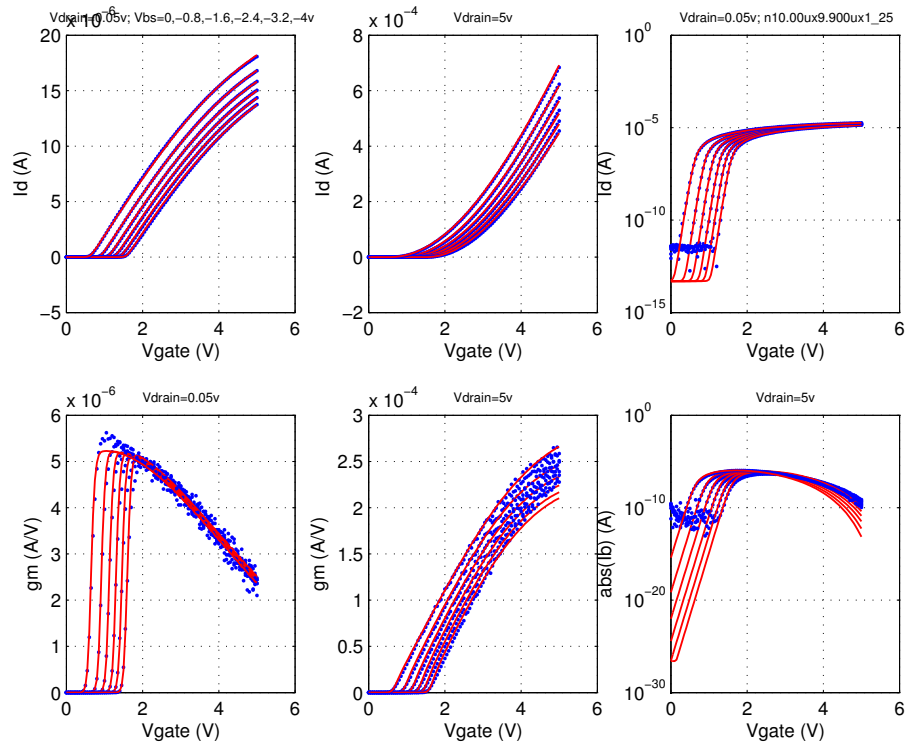 x 10⁻⁶
Vdrain=0.05v; Vbs=0,−0.8,−1.6,−2.4,−3.2,−4v
20
15
10
5
0
−5
Id (A)
0 2 4 6
Vgate (V)
x 10⁻⁴
Vdrain=5v
8
6
4
2
0
−2
Id (A)
0 2 4 6
Vgate (V)
Vdrain=0.05v; n10.00ux9.900ux1_25
10⁰
10⁻⁵
10⁻¹⁰
10⁻¹⁵
Id (A)
0 2 4 6
Vgate (V)
x 10⁻⁶
Vdrain=0.05v
6
5
4
3
2
1
0
gm (A/V)
0 2 4 6
Vgate (V)
x 10⁻⁴
Vdrain=5v
3
2.5
2
1.5
1
0.5
0
gm (A/V)
0 2 4 6
Vgate (V)
Vdrain=5v
10⁰
10⁻¹⁰
10⁻²⁰
10⁻³⁰
abs(Ib) (A)
0 2 4 6
Vgate (V)